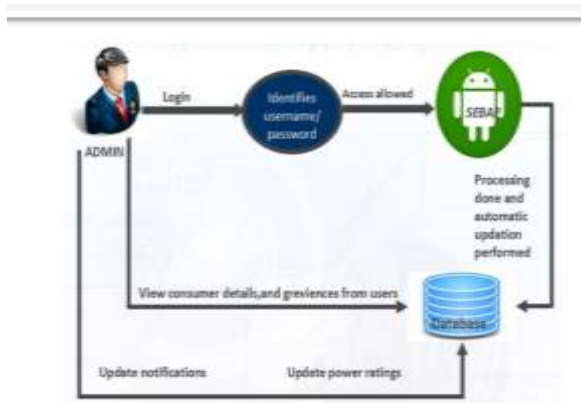 Login
Identifies
username/
password
Access allowed
SEBAP
ADMIN
Processing
done and
automatic
updation
performed
View consumer details,and greviences from users
Database
Update notifications
Update power ratings